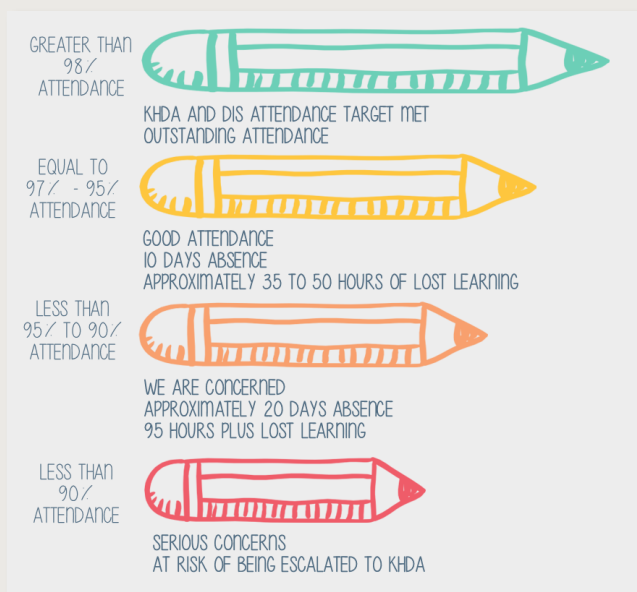 GREATER THAN
98%
ATTENDANCE
KHDA AND DIS ATTENDANCE TARGET MET
OUTSTANDING ATTENDANCE
EQUAL TO
97% - 95%
ATTENDANCE
GOOD ATTENDANCE
10 DAYS ABSENCE
APPROXIMATELY 35 TO 50 HOURS OF LOST LEARNING
LESS THAN
95% TO 90%
ATTENDANCE
WE ARE CONCERNED
APPROXIMATELY 20 DAYS ABSENCE
95 HOURS PLUS LOST LEARNING
LESS THAN
90%
ATTENDANCE
SERIOUS CONCERNS
AT RISK OF BEING ESCALATED TO KHDA